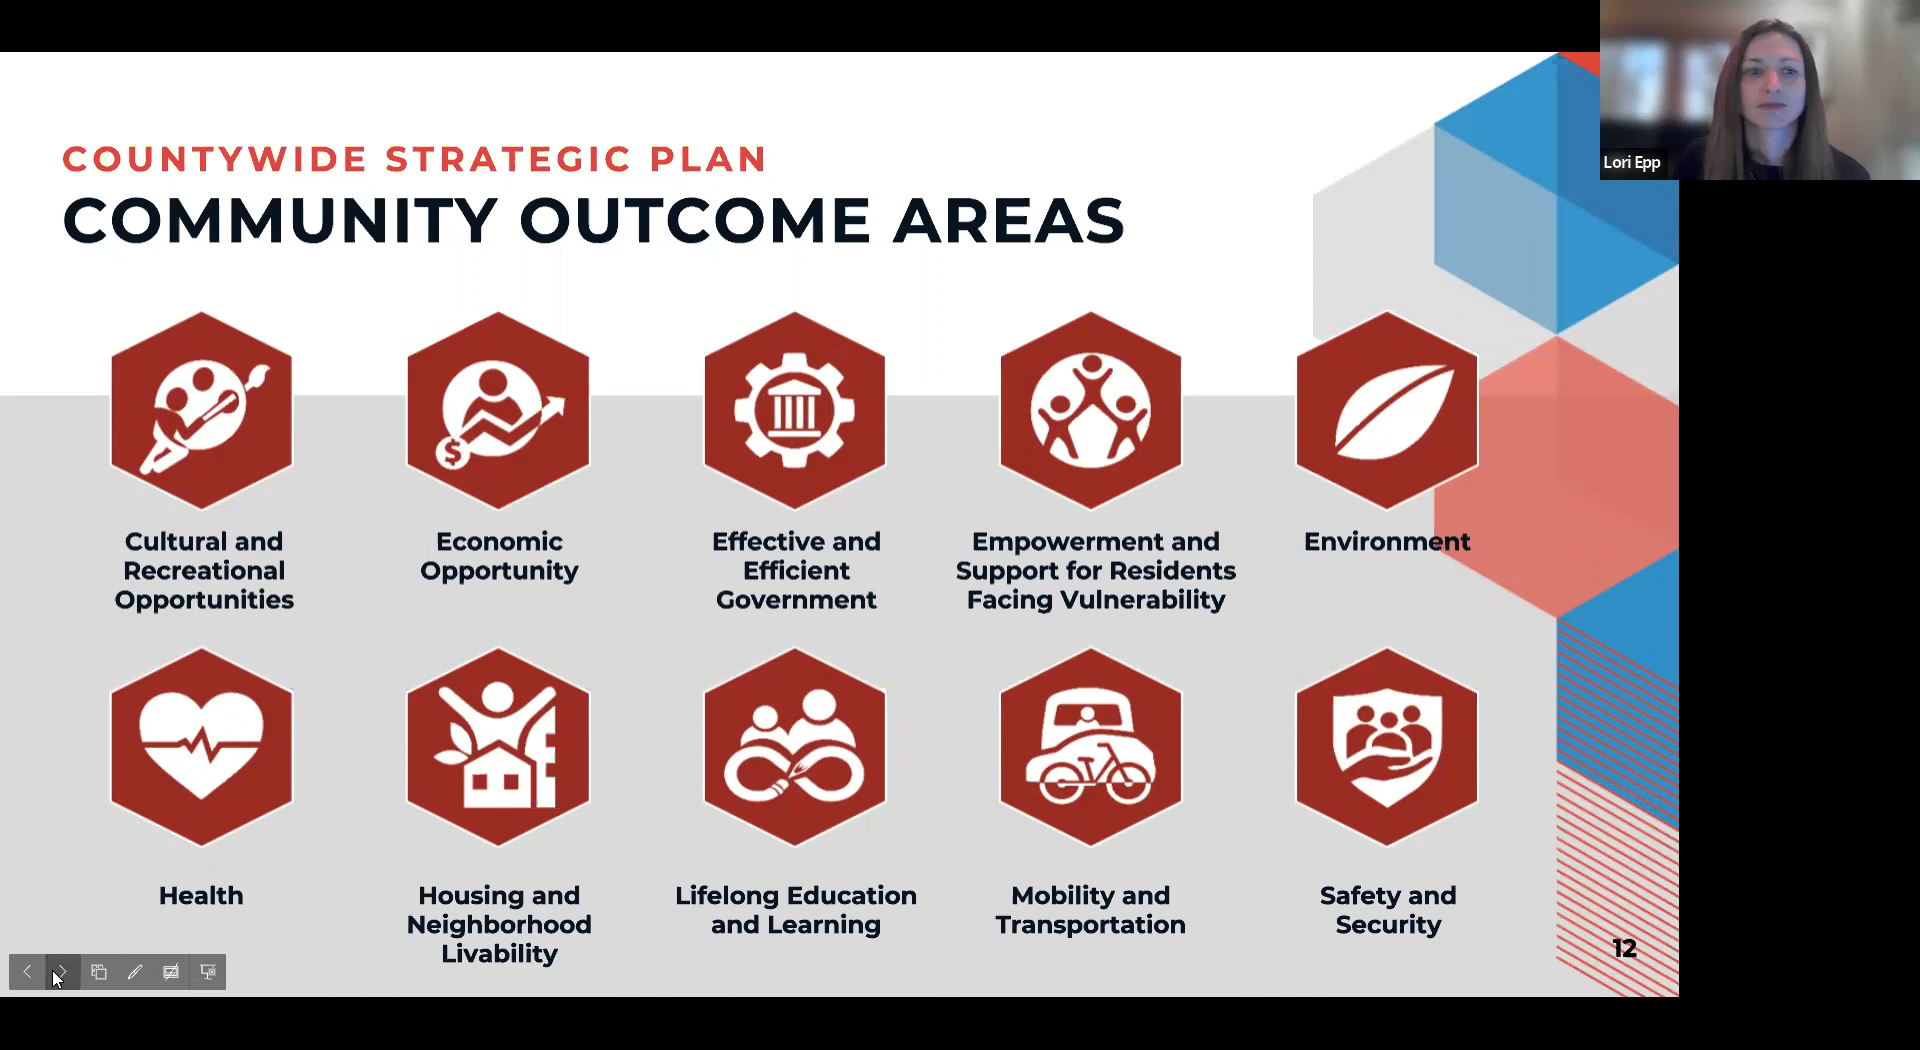 COUNTYWIDE STRATEGIC PLAN
COMMUNITY OUTCOME AREAS
Lori Epp
Cultural and
Recreational
Opportunities
Economic
Opportunity
Effective and
Efficient
Government
Empowerment and
Support for Residents
Facing Vulnerability
Environment
$
Health
Housing and
Neighborhood
Livability
Lifelong Education
and Learning
Mobility and
Transportation
Safety and
Security
12